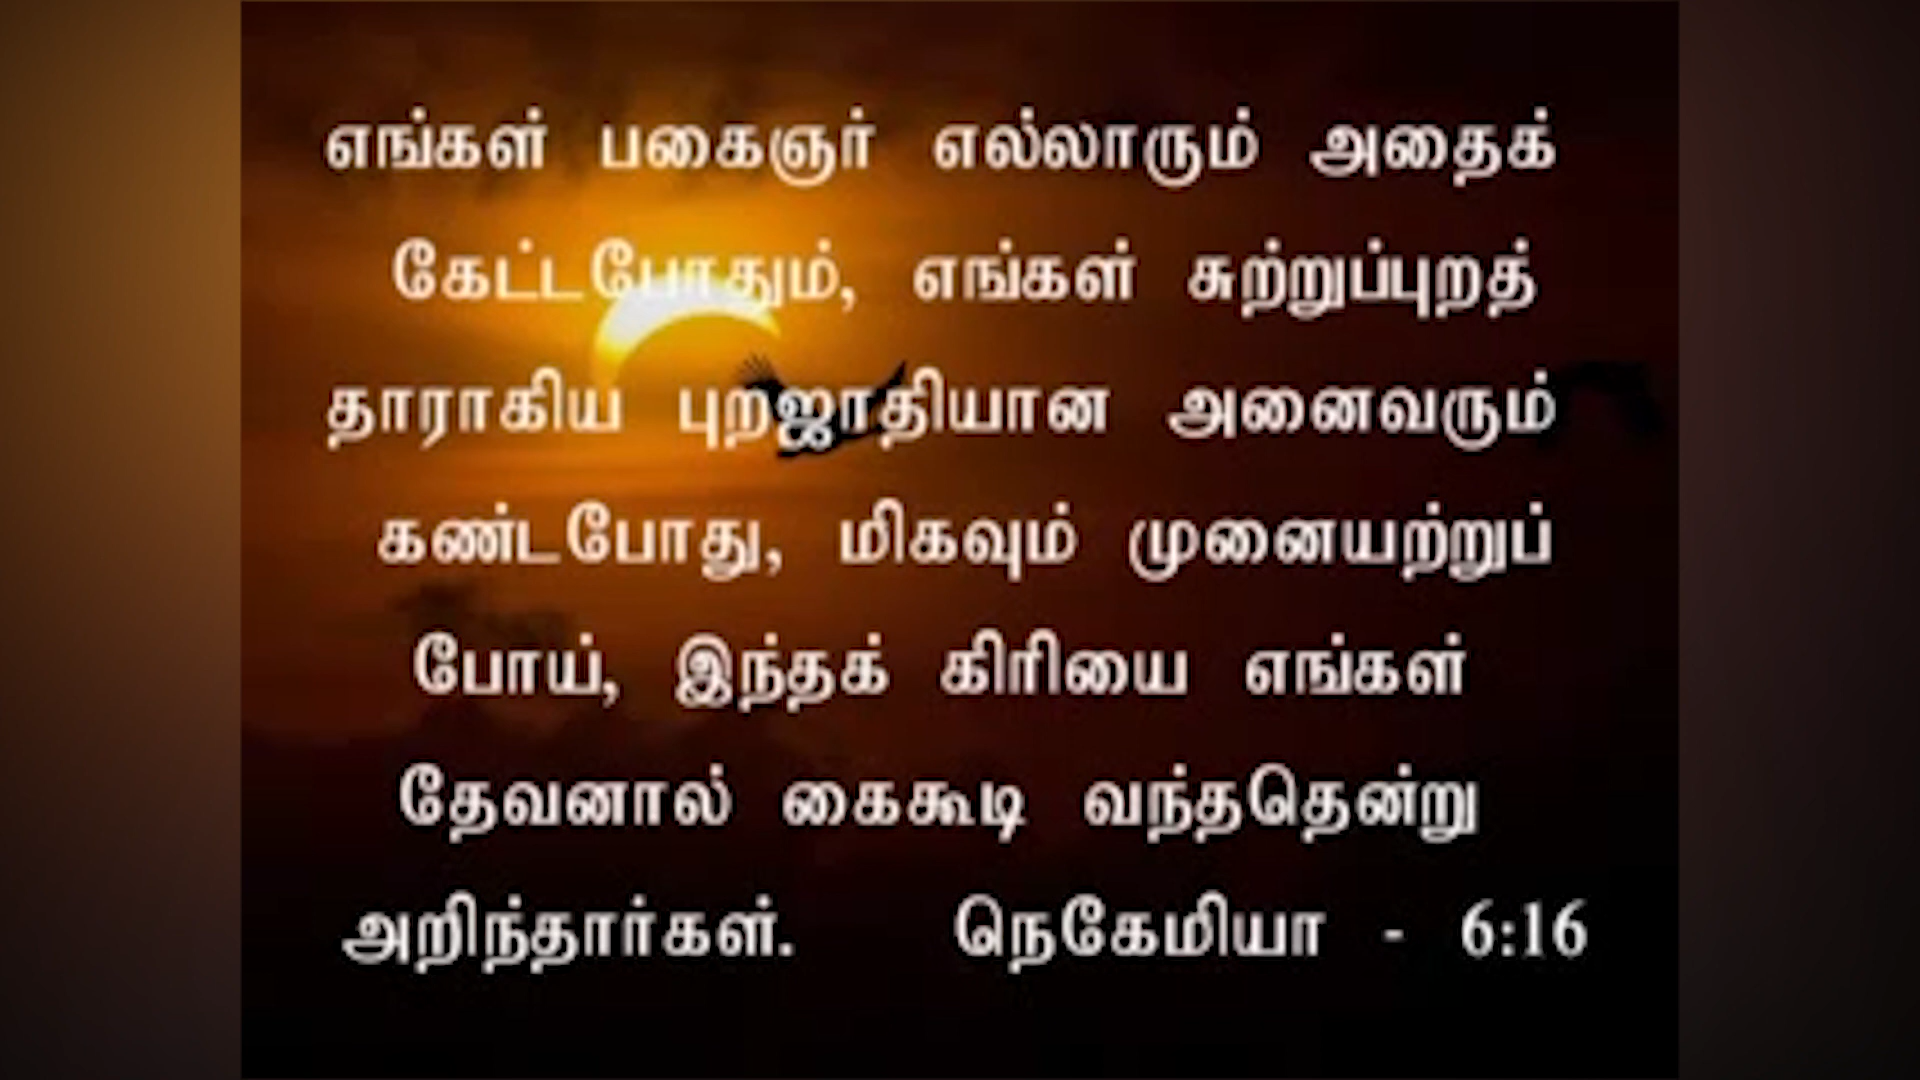 எங்கள் பகைஞர் எல்லாரும் அதைக்
கேட்டபோதும், எங்கள் சுற்றுப்புறத்
தாராகிய புறஜாதியான அனைவரும்
கண்டபோது, மிகவும் முனையற்றுப்
போய், இந்தக் கிரியை எங்கள்
தேவனால் கைகூடி வந்ததென்று
அறிந்தார்கள். நெகேமியா - 6:16